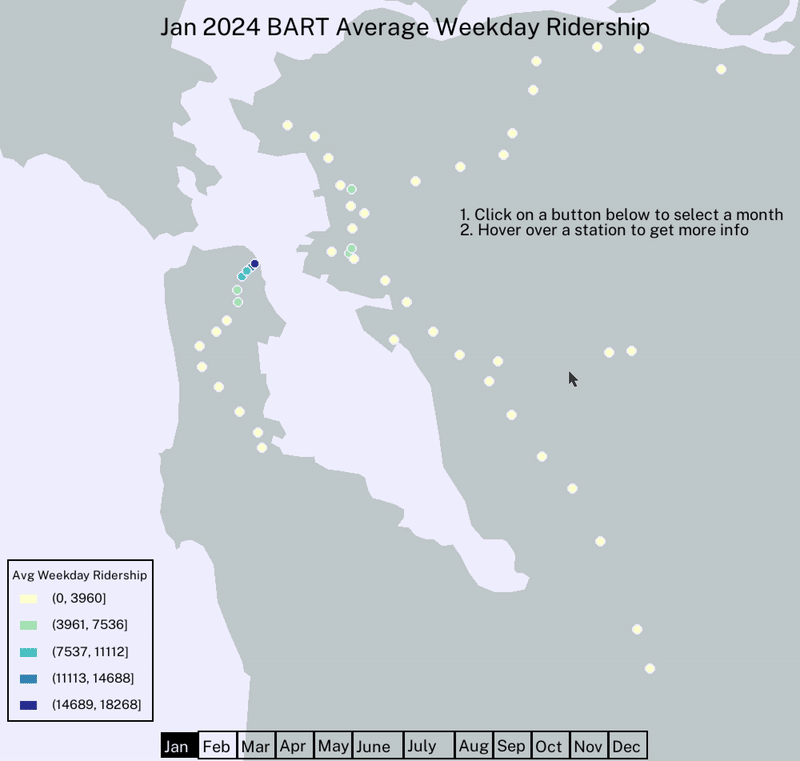 Jan 2024 BART Average Weekday Ridership
1. Click on a button below to select a month
2. Hover over a station to get more info
Avg Weekday Ridership
(0, 3960]
(3961, 7536]
(7537, 11112]
(11113, 14688]
(14689, 18268]
Jan Feb Mar Apr May June July Aug Sep Oct Nov Dec